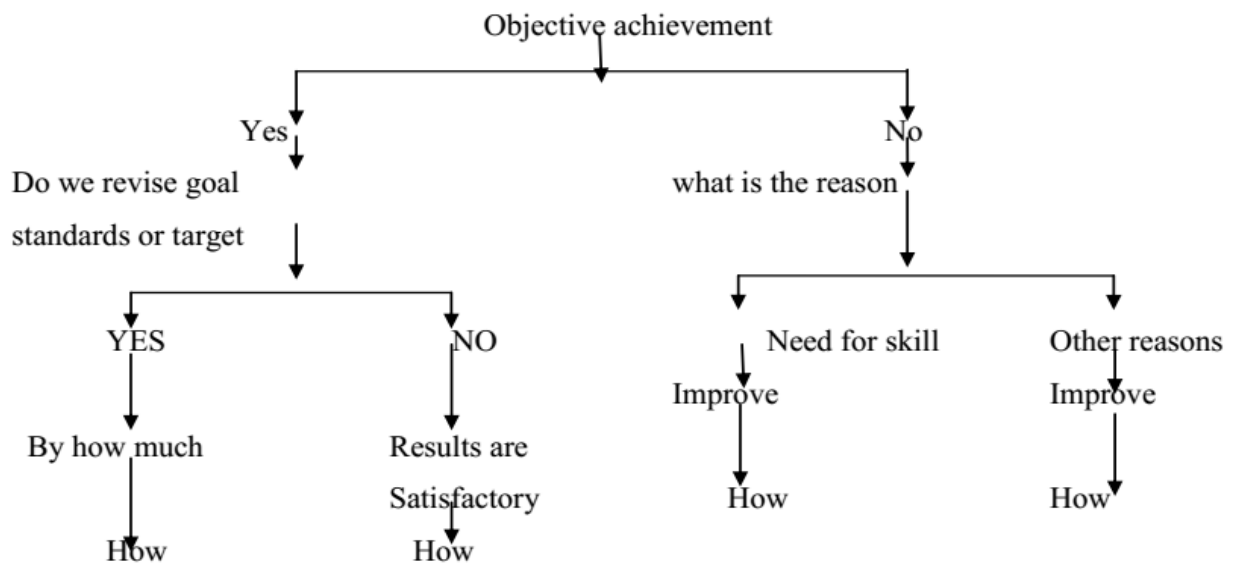 Objective achievement
Yes
No
Do we revise goal
what is the reason
standards or target
YES
NO
Need for skill
Other reasons
Improve
Improve
By how much
Results are
Satisfactory
How
How
How
How